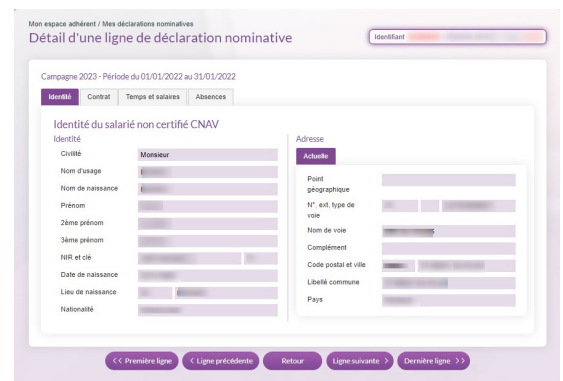 Mon espace adhérent / Mes déclarations nominatives
Détail d'une ligne de déclaration nominative
Identifiant
Campagne 2023 - Période du 01/01/2022 au 31/01/2022
Identité Contrat Temps et salaires Absences
Identité du salarié non certifié CNAV
Identité
Civilité Monsieur
Nom d'usage
Nom de naissance
Prénom
2ème prénom
3ème prénom
NIR et clé
Date de naissance
Lieu de naissance
Nationalité
Adresse
Actuelle
Point
géographique
N°, ext, type de
voie
Nom de voie
Complément
Code postal et ville
Libellé commune
Pays
<< Première ligne < Ligne précédente Retour Ligne suivante > Dernière ligne >>